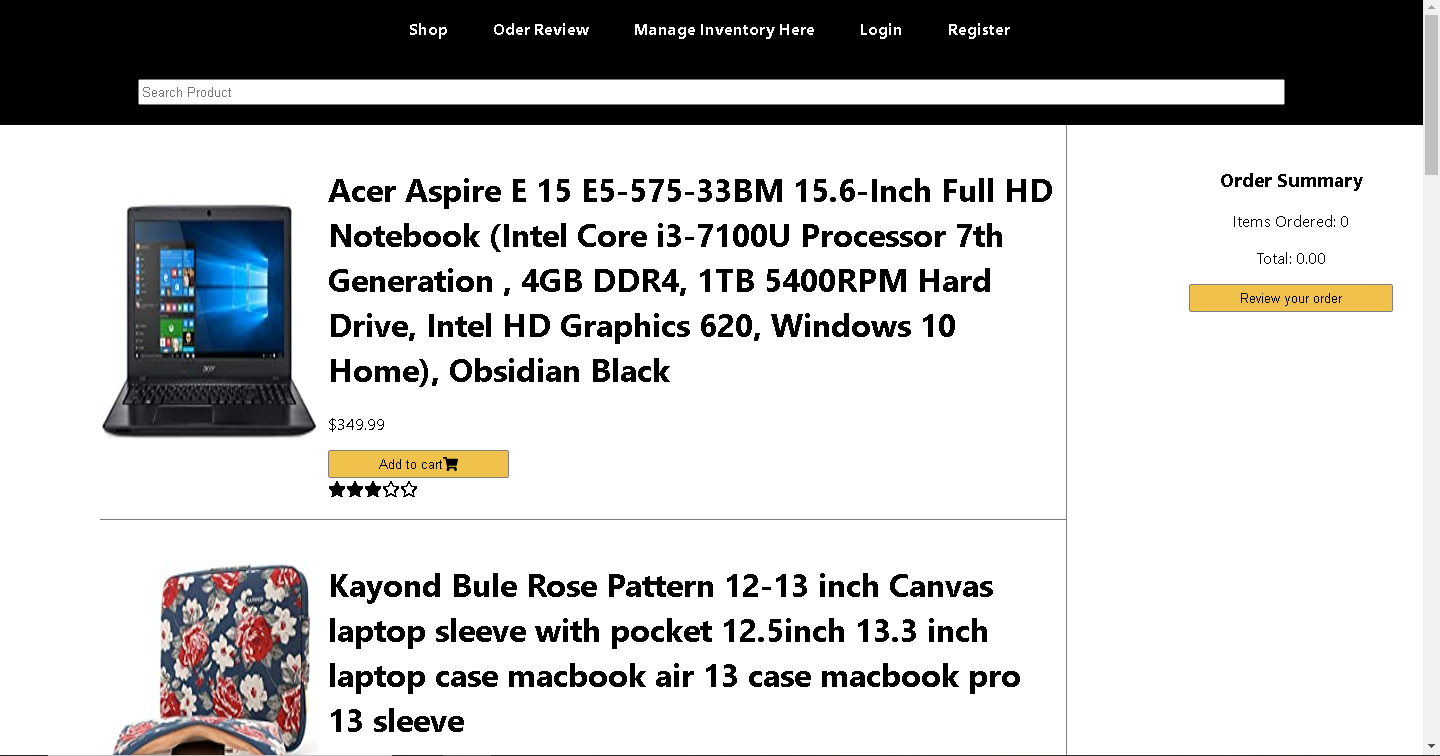 Shop Oder Review Manage Inventory Here Login Register
Search Product
Acer Aspire E 15 E5-575-33BM 15.6-Inch Full HD
Notebook (Intel Core i3-7100U Processor 7th
Generation , 4GB DDR4, 1TB 5400RPM Hard
Drive, Intel HD Graphics 620, Windows 10
Home), Obsidian Black
$349.99
Add to cart
Kayond Bule Rose Pattern 12-13 inch Canvas
laptop sleeve with pocket 12.5inch 13.3 inch
laptop case macbook air 13 case macbook pro
13 sleeve
Order Summary
Items Ordered: 0
Total: 0.00
Review your order